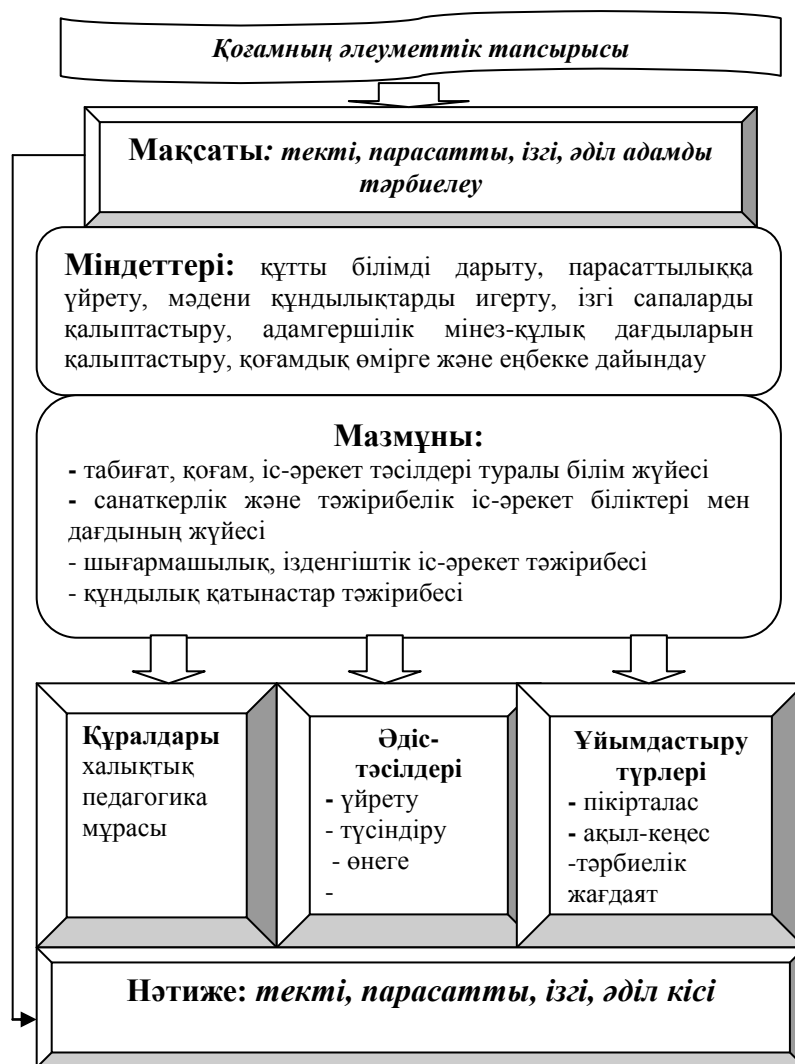 Қоғамның әлеуметтік тапсырысы
Мақсаты: текті, парасатты, ізгі, әділ адамды
тәрбиелеу
Міндеттері: құтты білімді дарыту, парасаттылыққа
үйрету, мәдени құндылықтарды игерту, ізгі сапаларды
қалыптастыру, адамгершілік мінез-құлық дағдыларын
қалыптастыру, қоғамдық өмірге және еңбекке дайындау
Мазмұны:
- табиғат, қоғам, іс-әрекет тәсілдері туралы білім жүйесі
- санаткерлік және тәжірибелік іс-әрекет біліктері мен
дағдының жүйесі
- шығармашылық, ізденгіштік іс-әрекет тәжірибесі
- құндылық қатынастар тәжірибесі
Құралдары
халықтық
педагогика
мұрасы
Әдіс-
тәсілдері
- үйрету
- түсіндіру
- өнеге
-
Ұйымдастыру
түрлері
- пікірталас
- ақыл-кеңес
-тәрбиелік
жағдаят
Нәтиже: текті, парасатты, ізгі, әділ кісі